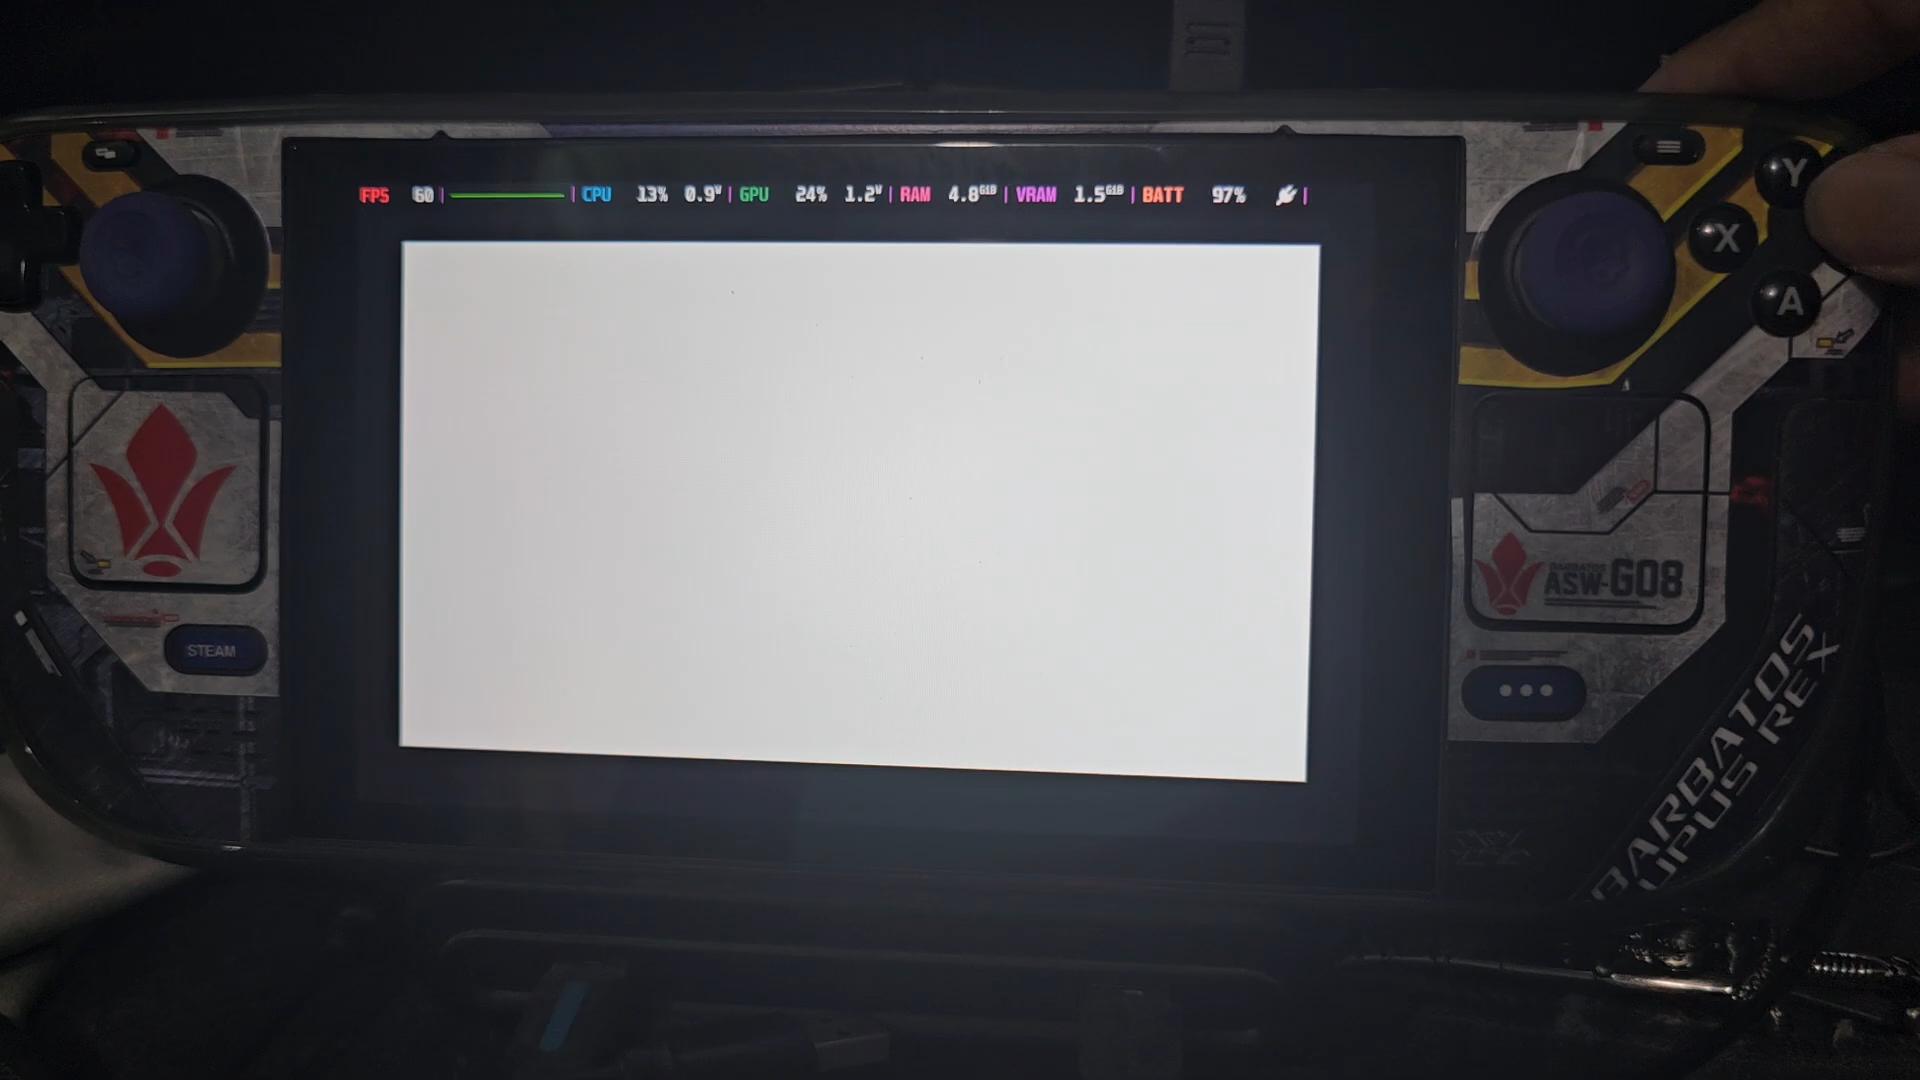 FPS 60 CPU 13% 0.9W GPU 24% 1.2W RAM 4.8GiB VRAM 1.5GiB BATT 97%
Y
X
A
STEAM
ASW-G08
BARBATOS
LUPUS REX